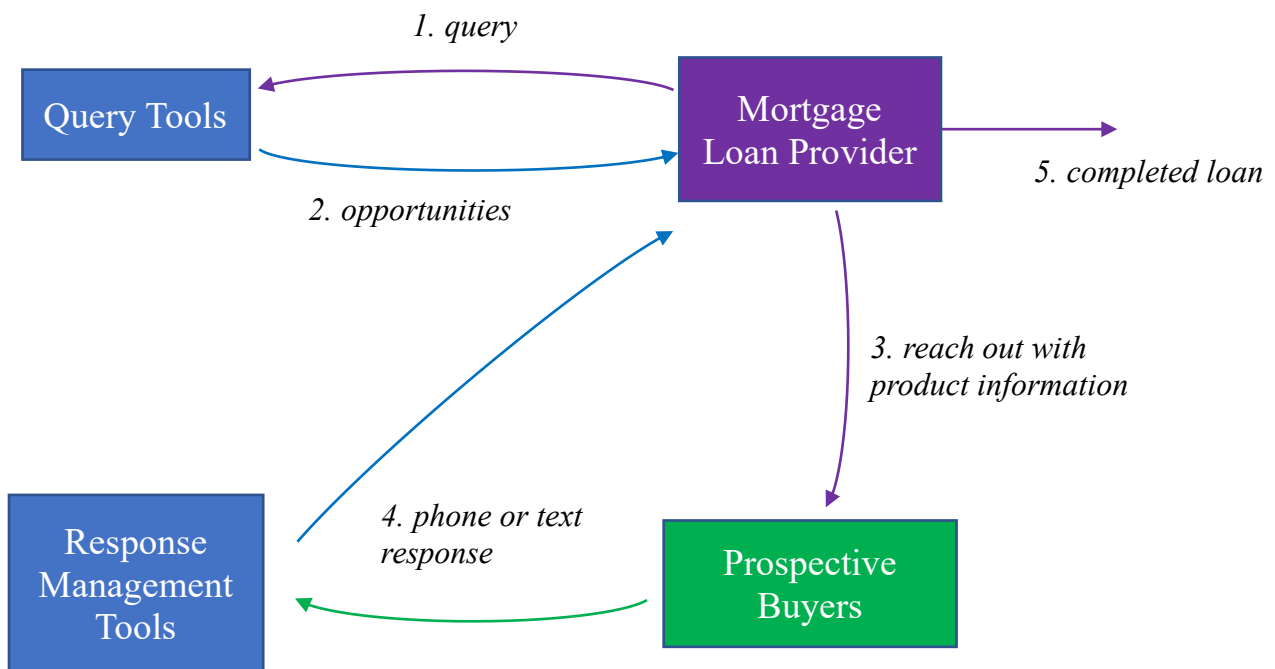 1. query
Query Tools
Mortgage
Loan Provider
2. opportunities
5. completed loan
3. reach out with
product information
4. phone or text
response
Response
Management
Tools
Prospective
Buyers